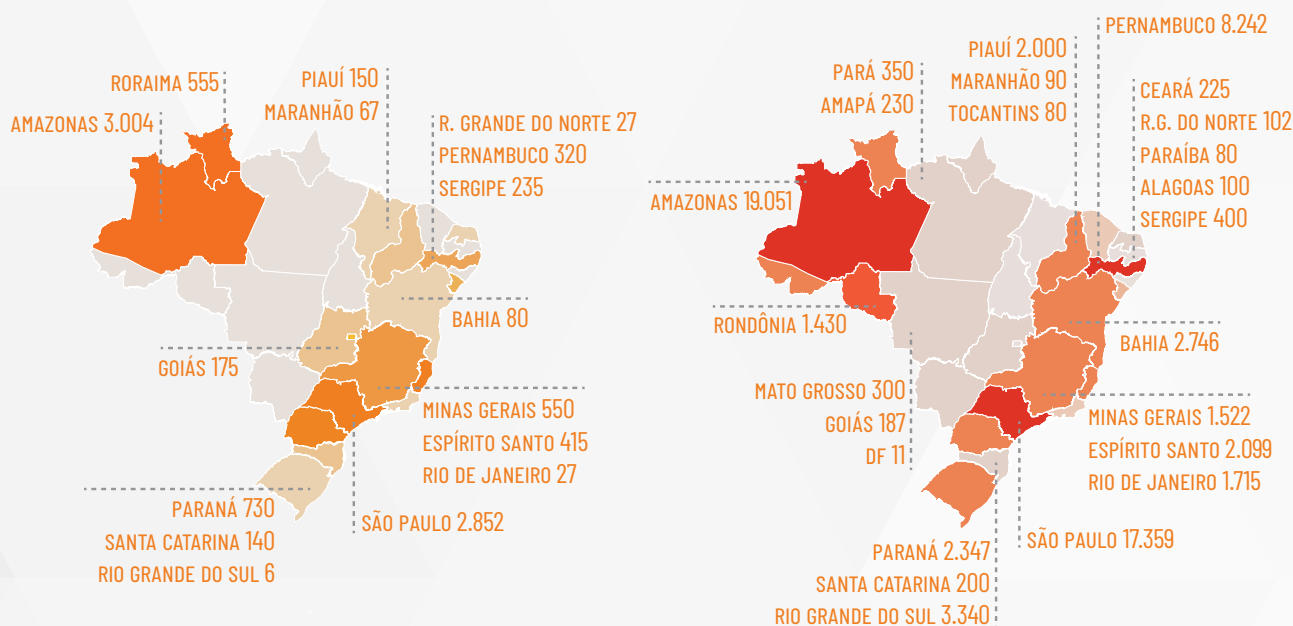 RORAIMA 555
AMAZONAS 3.004
PIAUÍ 150
MARANHÃO 67
R. GRANDE DO NORTE 27
PERNAMBUCO 320
SERGIPE 235
BAHIA 80
GOIÁS 175
MINAS GERAIS 550
ESPÍRITO SANTO 415
RIO DE JANEIRO 27
SÃO PAULO 2.852
PARANÁ 730
SANTA CATARINA 140
RIO GRANDE DO SUL 6
PERNAMBUCO 8.242
PIAUÍ 2.000
MARANHÃO 90
TOCANTINS 80
PARÁ 350
AMAPÁ 230
CEARÁ 225
R.G. DO NORTE 102
PARAÍBA 80
ALAGOAS 100
SERGIPE 400
AMAZONAS 19.051
RONDÔNIA 1.430
BAHIA 2.746
MATO GROSSO 300
GOIÁS 187
DF 11
MINAS GERAIS 1.522
ESPÍRITO SANTO 2.099
RIO DE JANEIRO 1.715
SÃO PAULO 17.359
PARANÁ 2.347
SANTA CATARINA 200
RIO GRANDE DO SUL 3.340